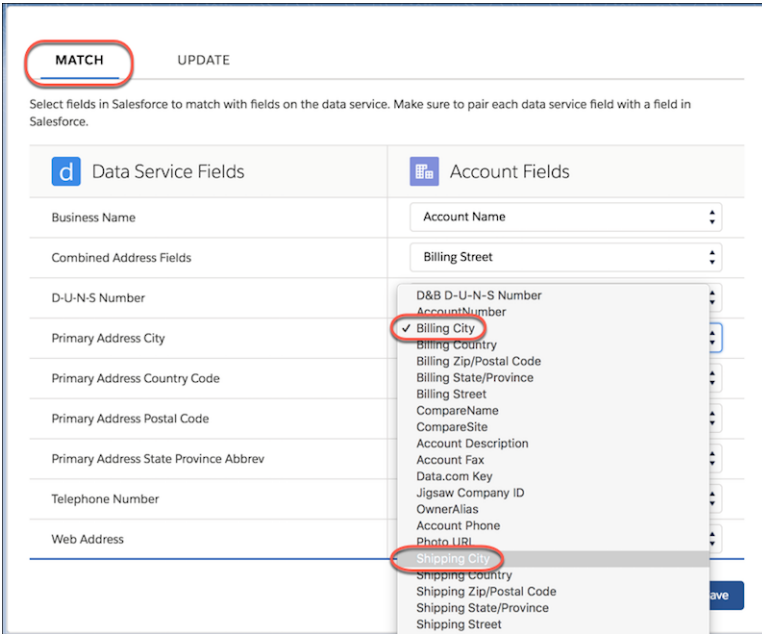 MATCH UPDATE
Select fields in Salesforce to match with fields on the data service. Make sure to pair each data service field with a field in
Salesforce.
d Data Service Fields Account Fields
Business Name Account Name
Combined Address Fields Billing Street
D-U-N-S Number
Primary Address City
Primary Address Country Code
Primary Address Postal Code
Primary Address State Province Abbrev
Telephone Number
Web Address
D&B D-U-N-S Number
AccountNumber
✓ Billing City
Billing Country
Billing Zip/Postal Code
Billing State/Province
Billing Street
CompareName
CompareSite
Account Description
Account Fax
Data.com Key
Jigsaw Company ID
OwnerAlias
Account Phone
Photo URL
Shipping City
Shipping Country
Shipping Zip/Postal Code
Shipping State/Province
Shipping Street
ave